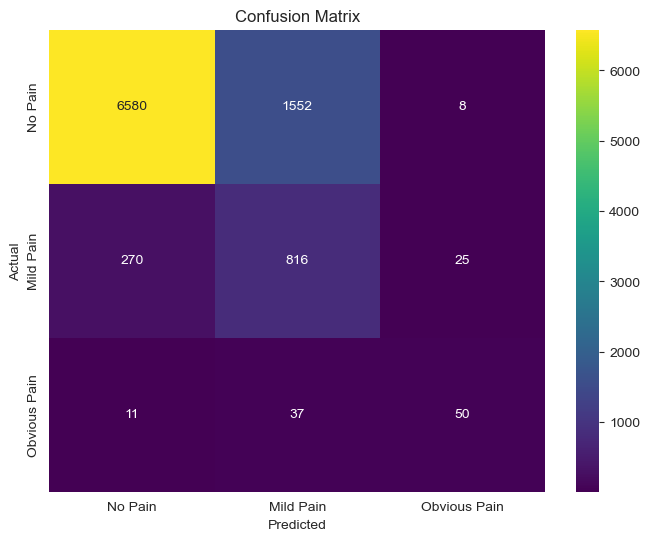 Confusion Matrix
No Pain
6580 1552 8
Actual
Mild Pain
270 816 25
Obvious Pain
11 37 50
No Pain Mild Pain Obvious Pain
Predicted
6000
5000
4000
3000
2000
1000